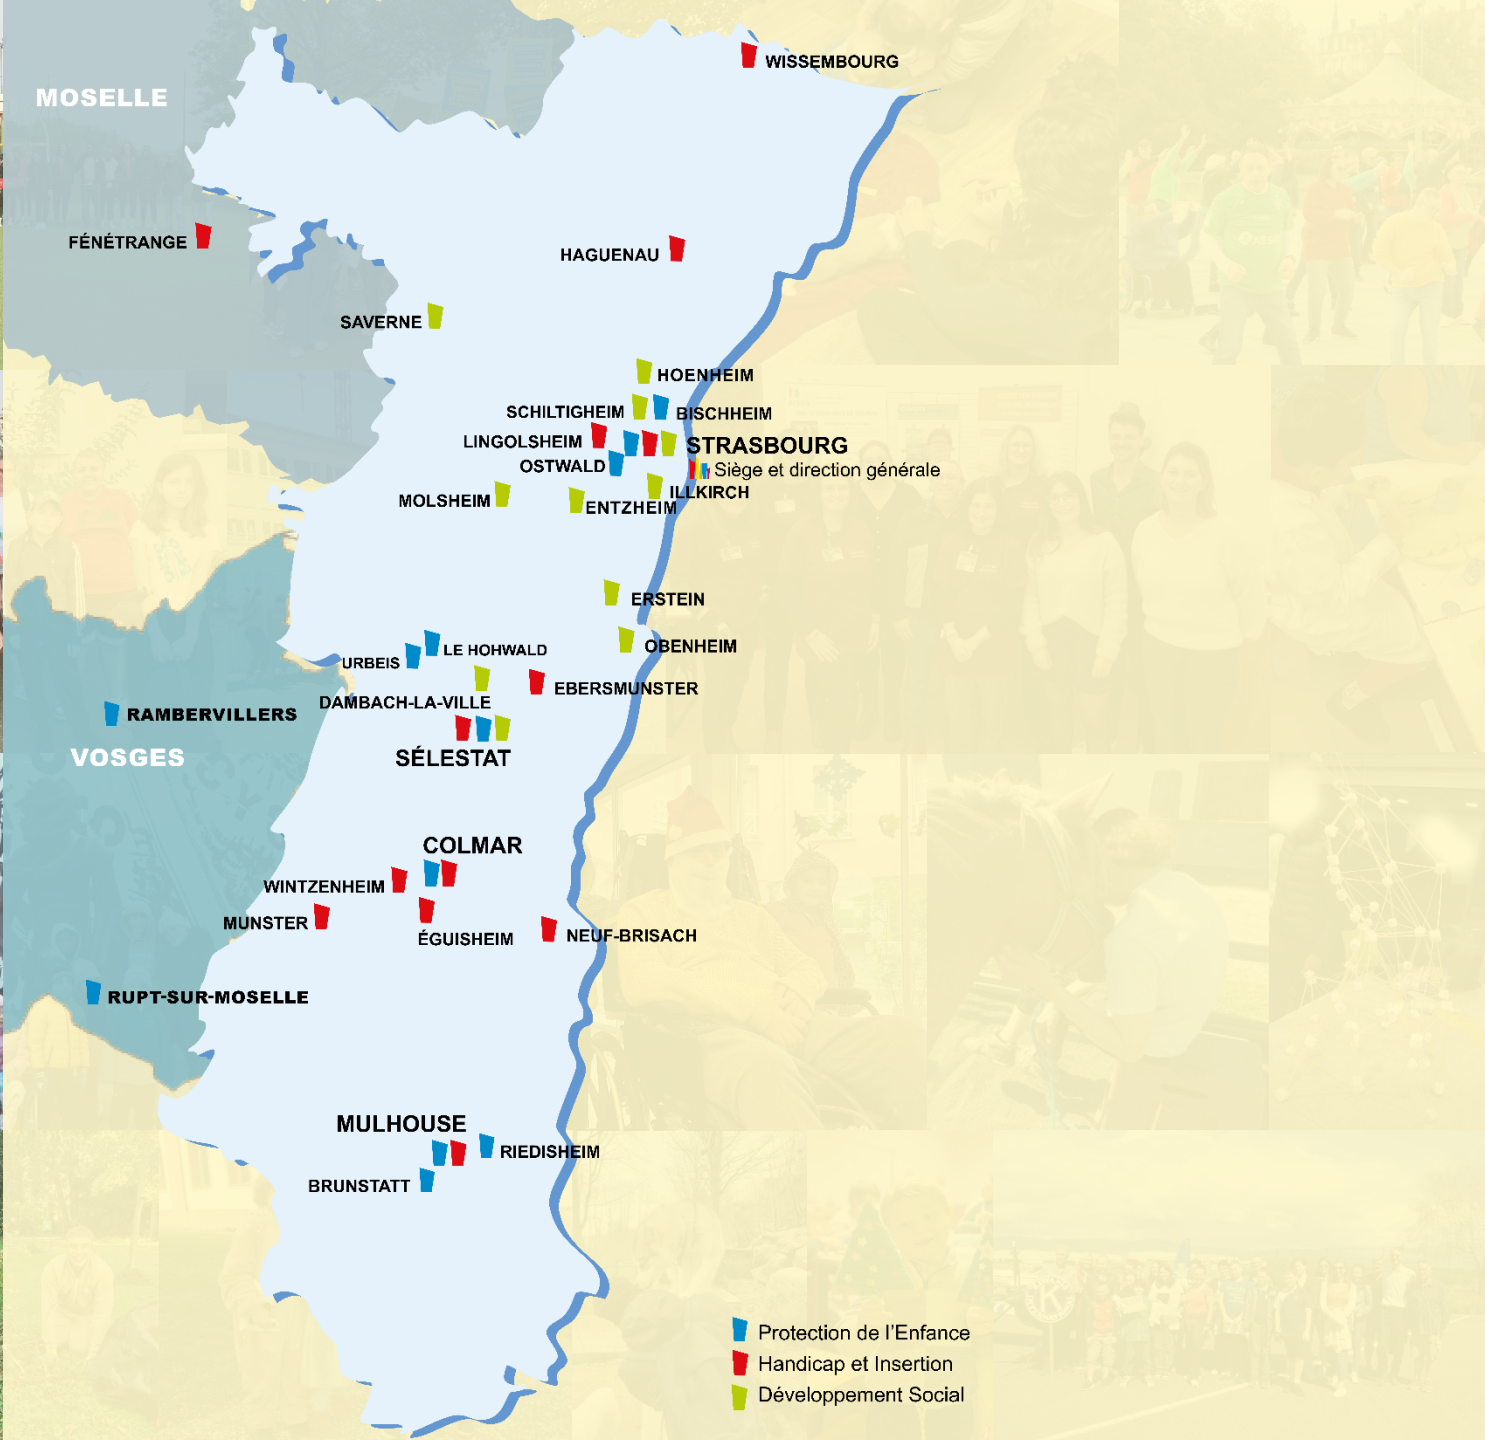 WISSEMBOURG
MOSELLE
FÉNÉTRANGE
HAGUENAU
SAVERNE
HOENHEIM
SCHILTIGHEIM
BISCHHEIM
LINGOLSHEIM
STRASBOURG
OSTWALD
Siège et direction générale
ILLKIRCH
MOLSHEIM
ENTZHEIM
ERSTEIN
OBENHEIM
LE HOHWALD
URBEIS
EBERSMUNSTER
DAMBACH-LA-VILLE
RAMBERVILLERS
VOSGES
SÉLESTAT
COLMAR
WINTZENHEIM
MUNSTER
ÉGUISHEIM
NEUF-BRISACH
RUPT-SUR-MOSELLE
MULHOUSE
RIEDISHEIM
BRUNSTATT
Protection de l'Enfance
Handicap et Insertion
Développement Social